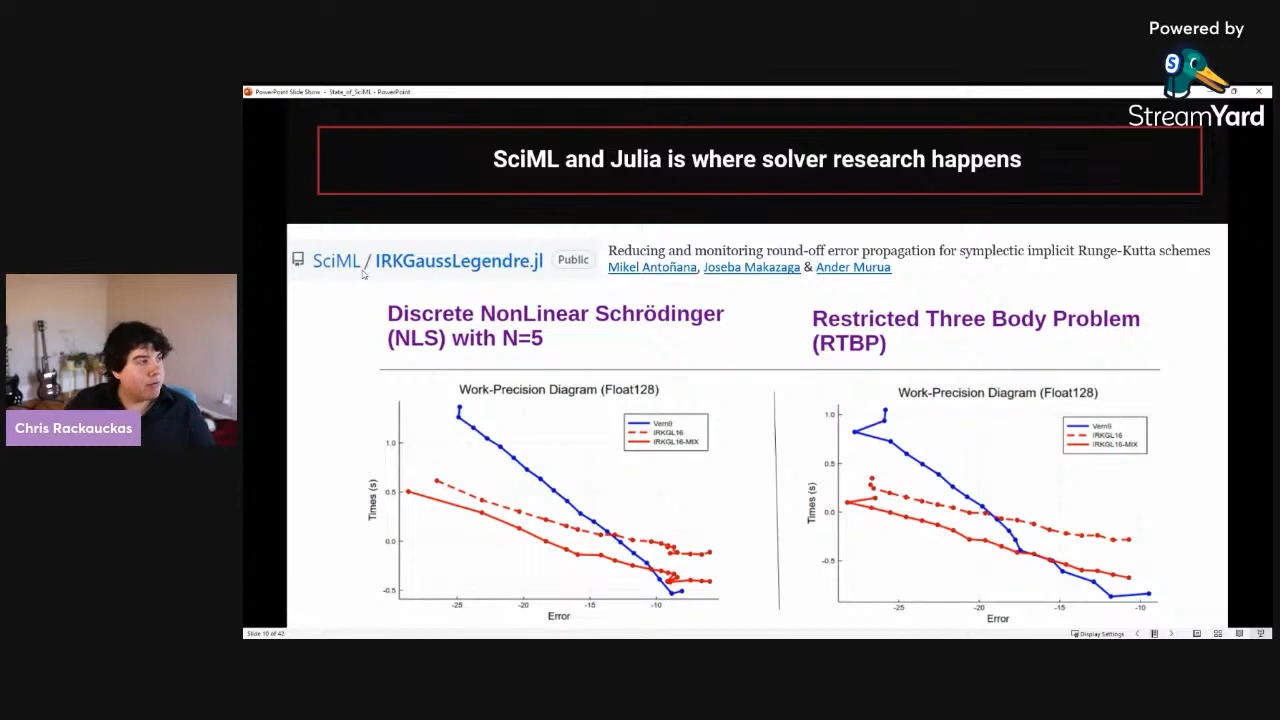 Powered by
S
StreamYard
PowerPoint Slide Show - State_of_SciML - PowerPoint
SciML and Julia is where solver research happens
SciML / IRKGaussLegendre.jl Public
Reducing and monitoring round-off error propagation for symplectic implicit Runge-Kutta schemes
Mikel Antoñana, Joseba Makazaga & Ander Murua
Discrete NonLinear Schrödinger
(NLS) with N=5
Restricted Three Body Problem
(RTBP)
Work-Precision Diagram (Float128)
Vern9
IRKGL16
IRKGL16-MIX
Times (s)
1.0
0.5
0.0
-0.5
-25
-20
-15
-10
Error
Work-Precision Diagram (Float128)
Vern9
IRKGL16
IRKGL16-MIX
Times (s)
1.0
0.5
0.0
-0.5
-25
-20
-15
-10
Error
Chris Rackauckas
Slide 10 of 42
Display Settings